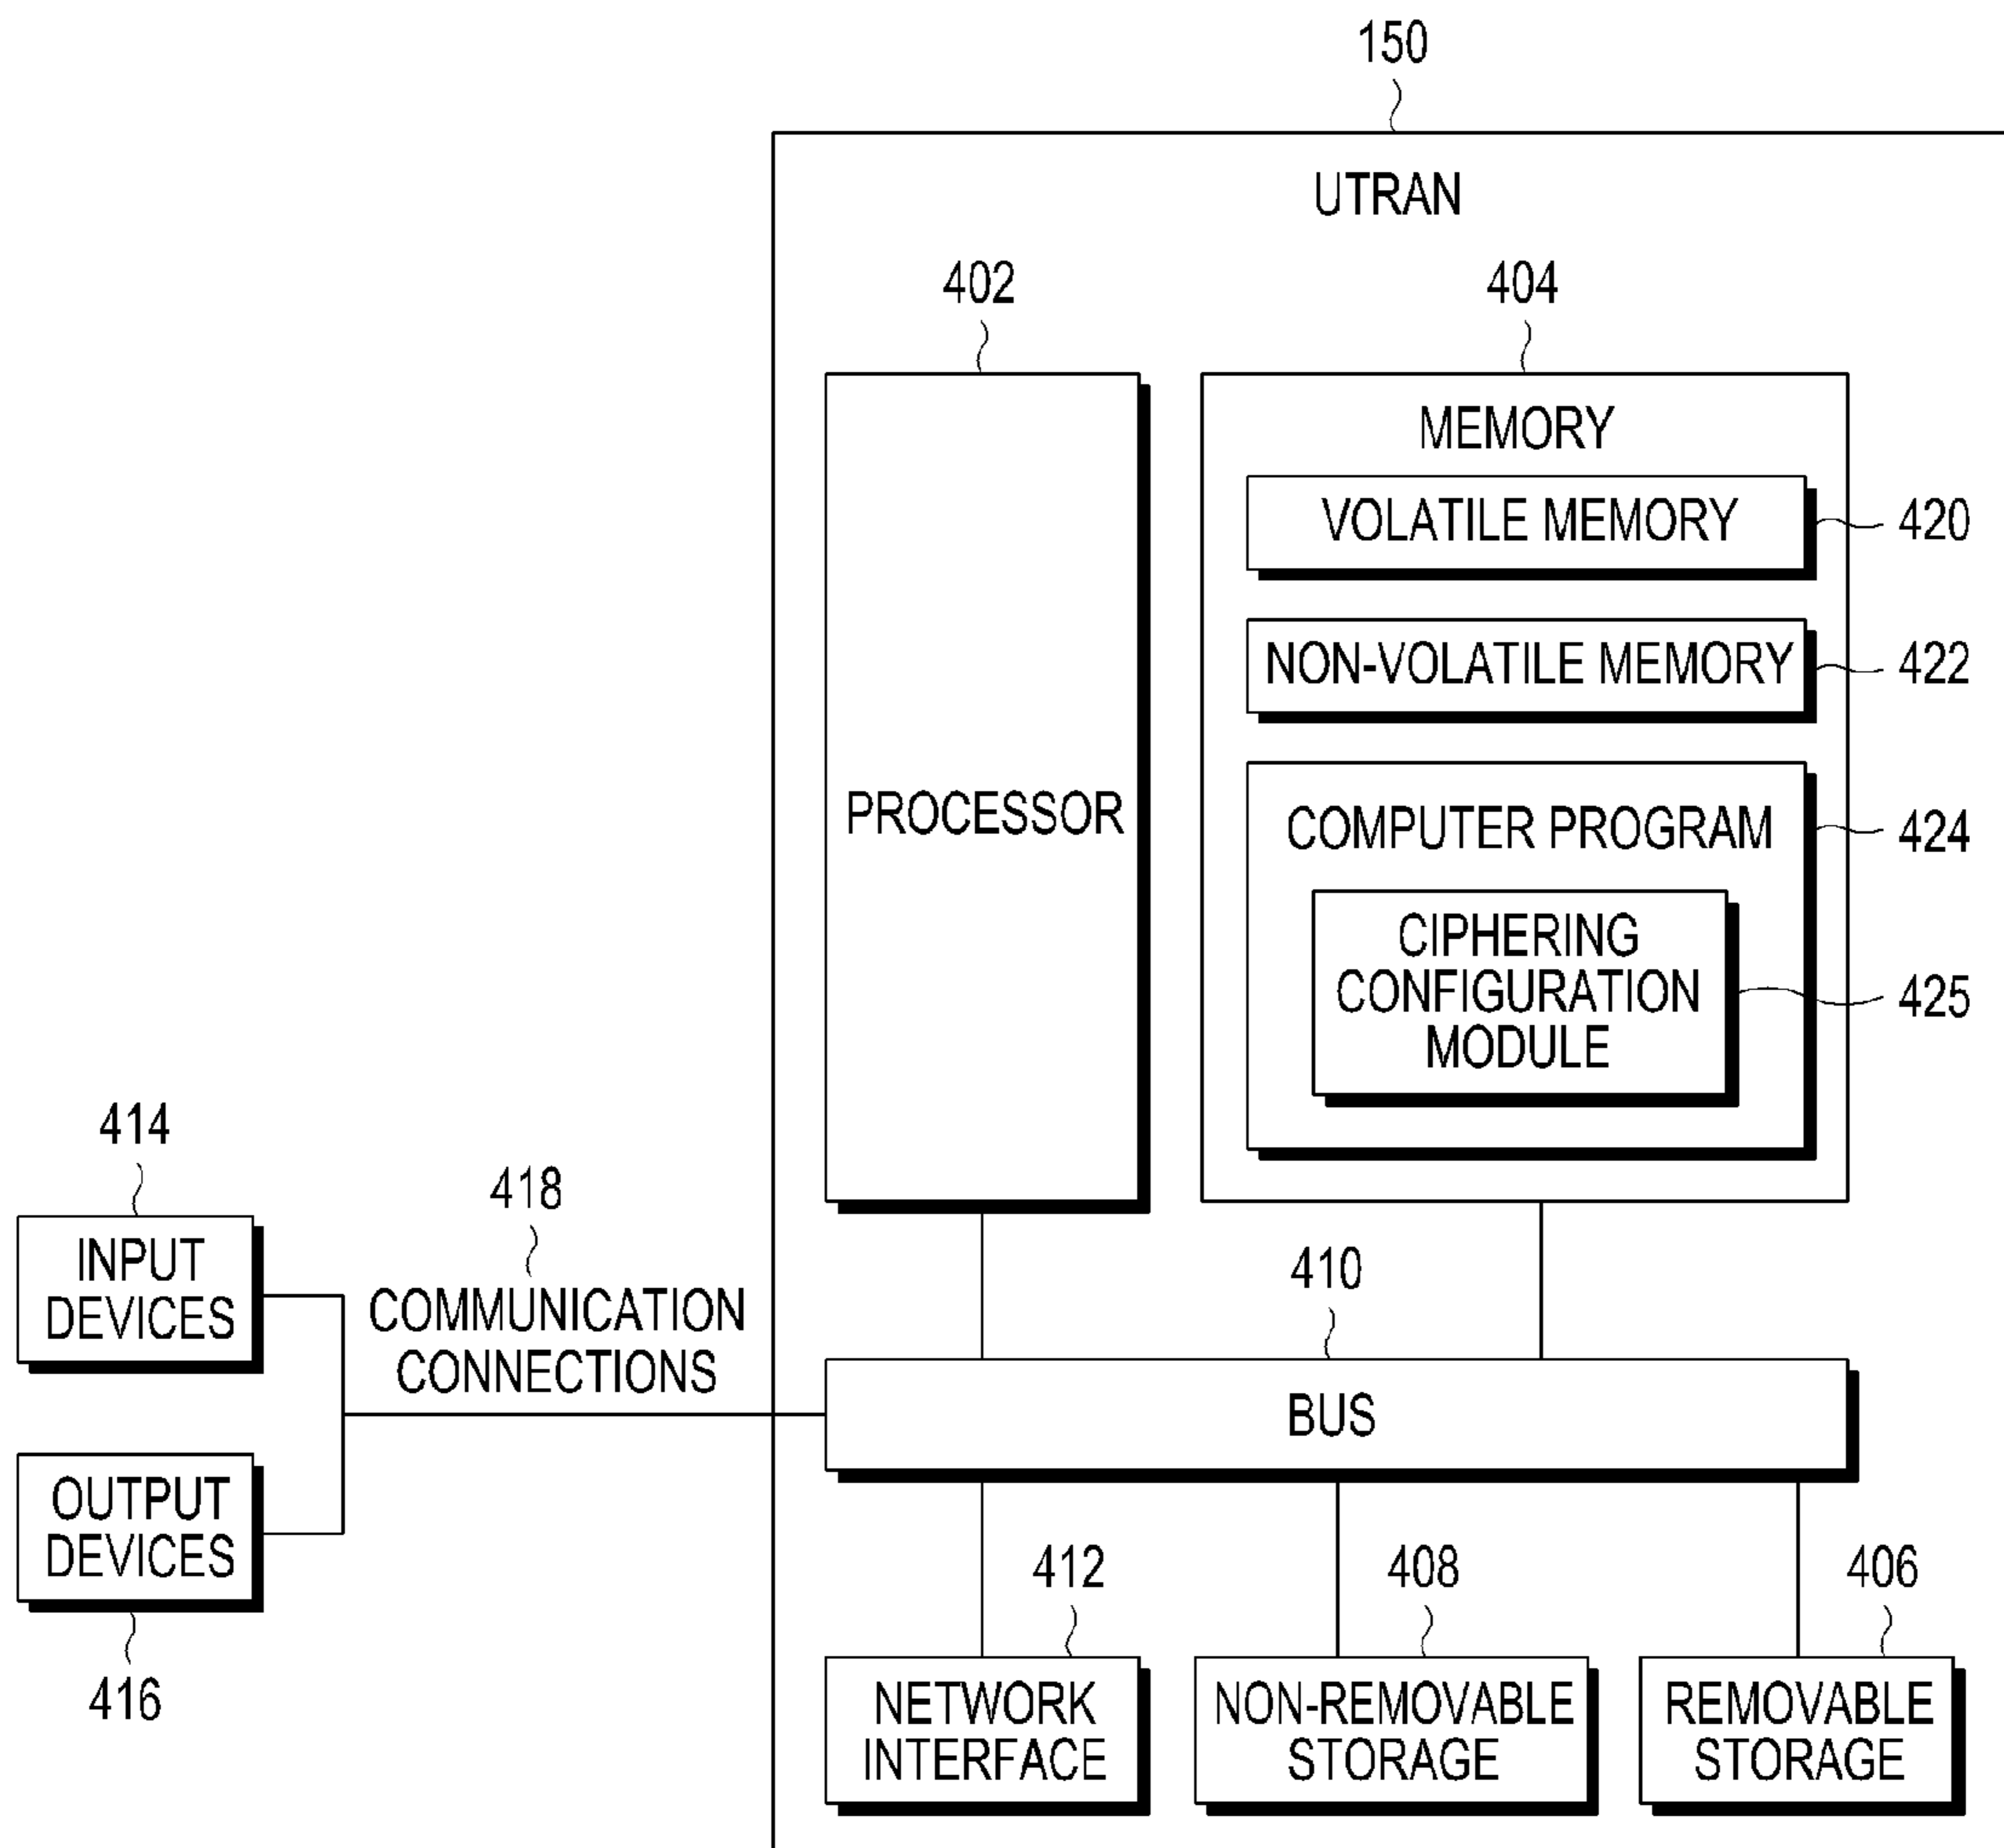 150
UTRAN
402
404
PROCESSOR
MEMORY
VOLATILE MEMORY
420
NON-VOLATILE MEMORY
422
COMPUTER PROGRAM
424
CIPHERING
CONFIGURATION
MODULE
425
414
INPUT
DEVICES
418
COMMUNICATION
CONNECTIONS
410
BUS
OUTPUT
DEVICES
416
412
NETWORK
INTERFACE
408
NON-REMOVABLE
STORAGE
406
REMOVABLE
STORAGE